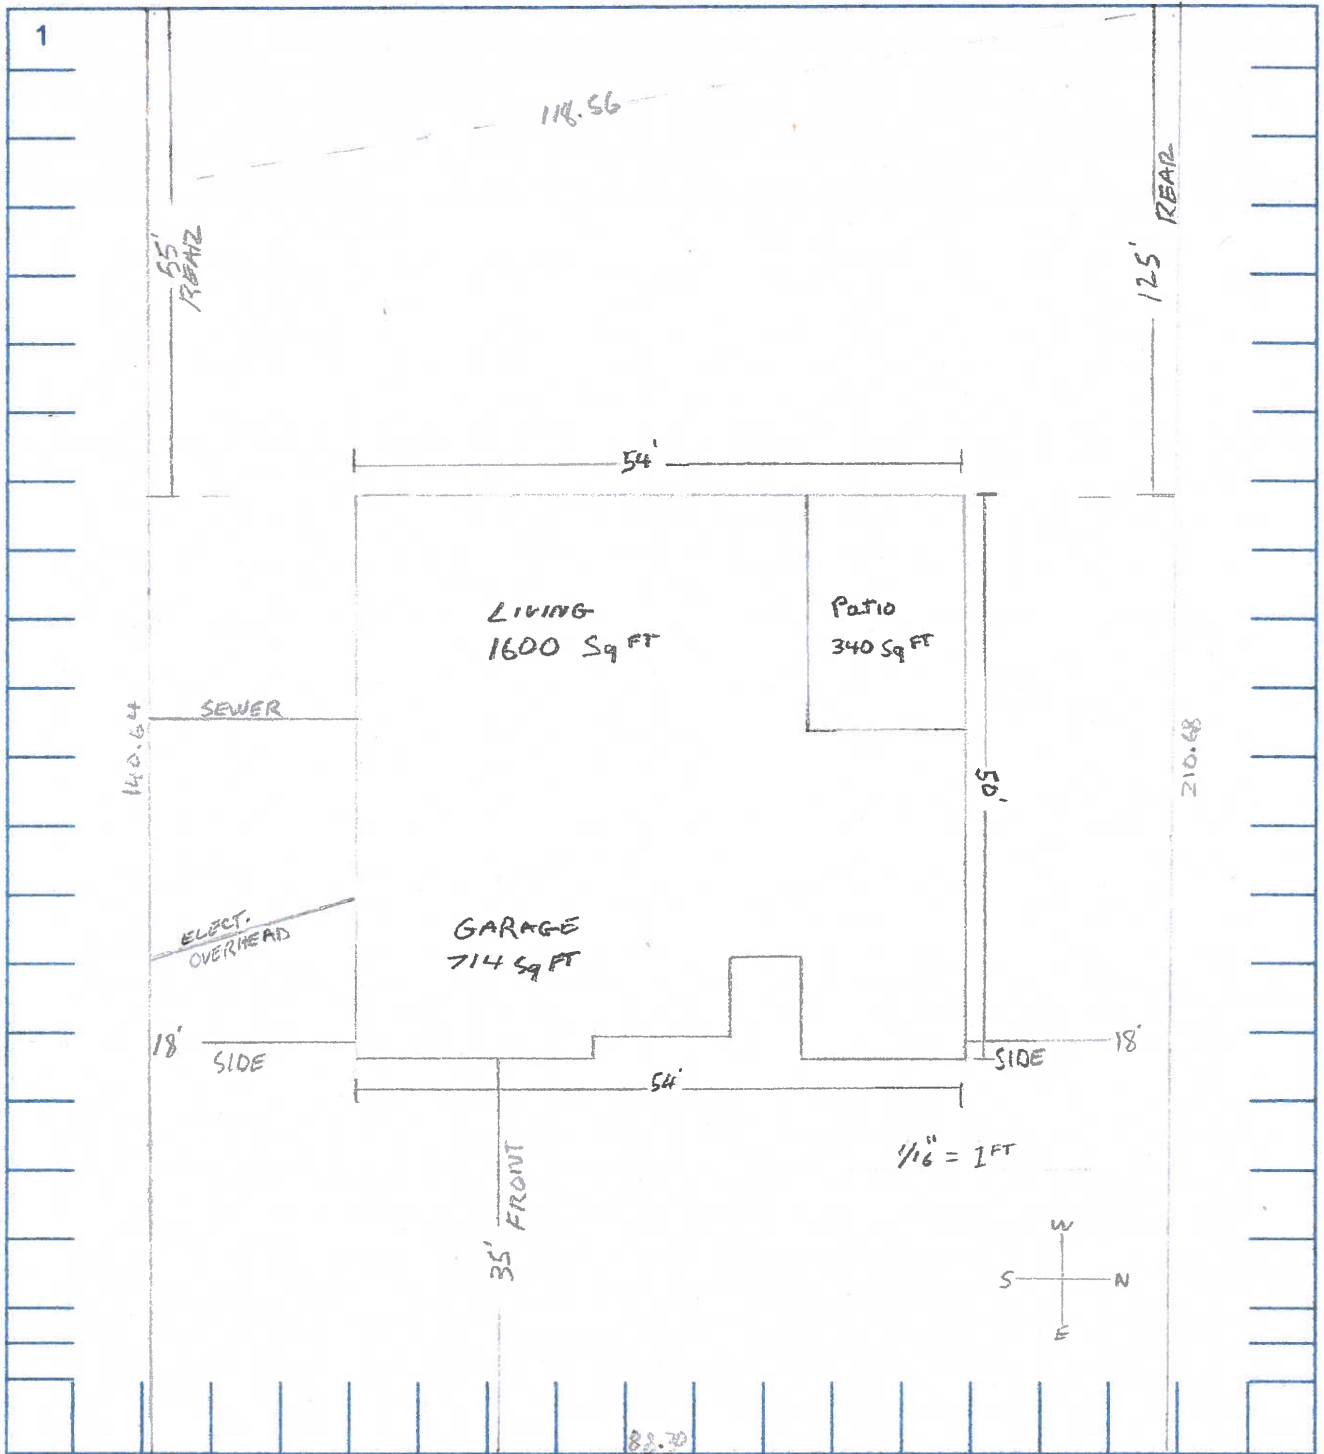 1
118.56
55'
REAR
125' REAR
54'
LIVING
1600 Sq FT
Patio
340 Sq FT
SEWER
140.64
50'
210.68
ELECT.
OVERHEAD
GARAGE
714 Sq FT
18'
SIDE
SIDE
18'
54'
35' FRONT
1/16" = 1 FT
W
S
N
E
88.30